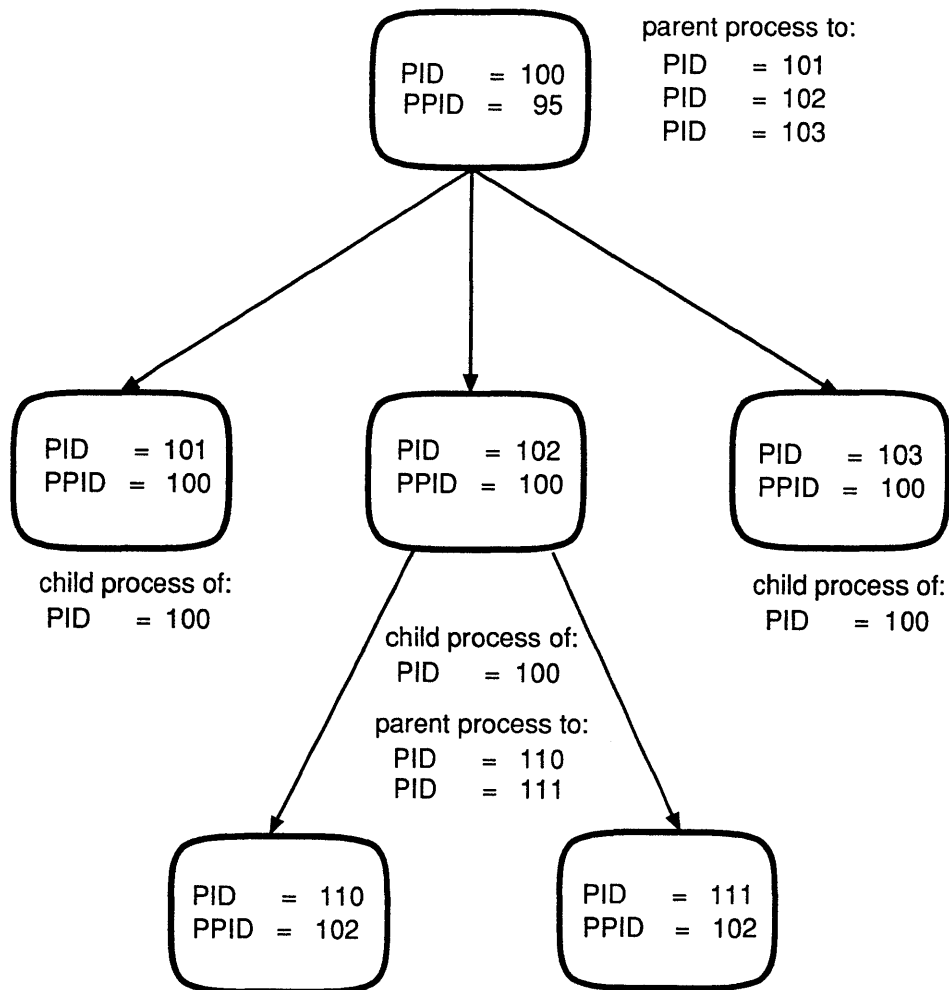 PID = 100
PPID = 95
parent process to:
PID = 101
PID = 102
PID = 103
PID = 101
PPID = 100
child process of:
PID = 100
PID = 102
PPID = 100
child process of:
PID = 100
parent process to:
PID = 110
PID = 111
PID = 103
PPID = 100
child process of:
PID = 100
PID = 110
PPID = 102
PID = 111
PPID = 102